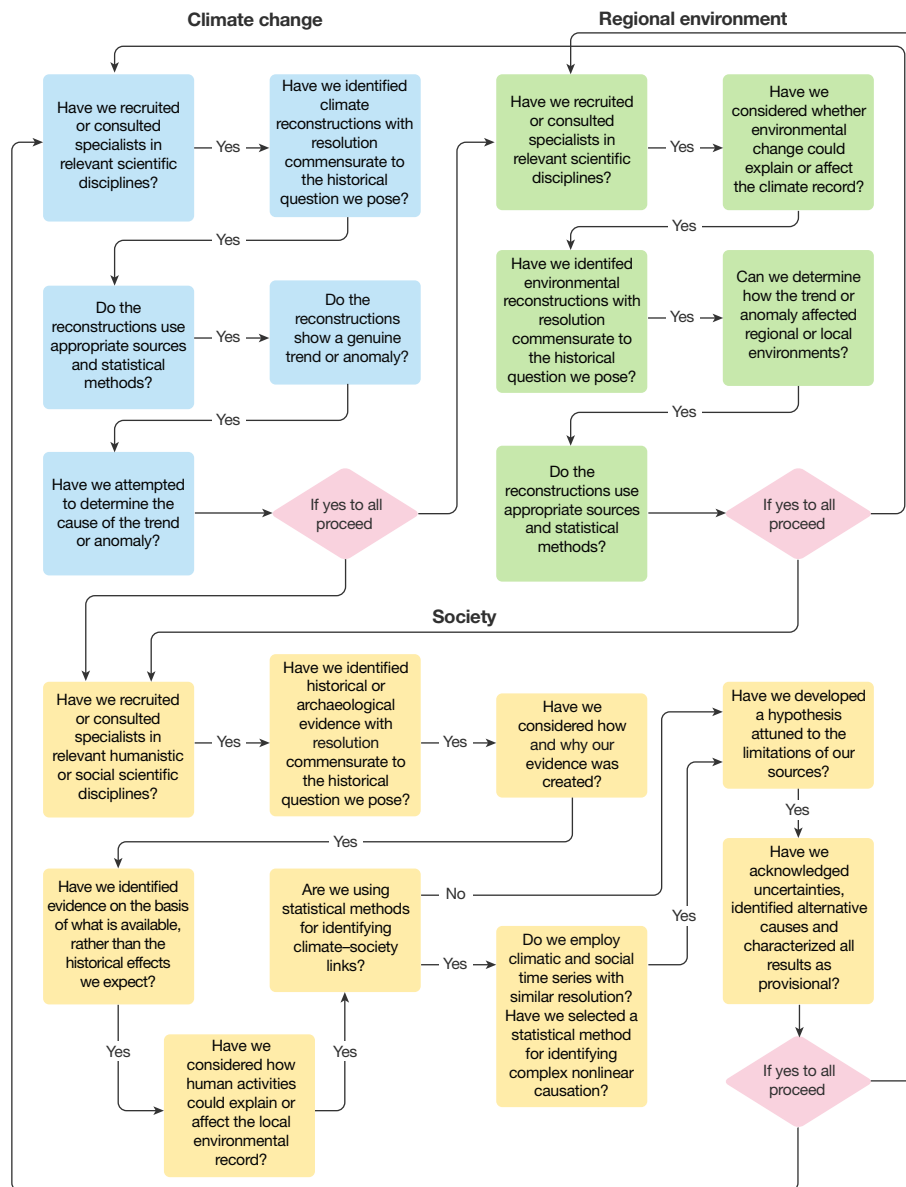 Climate change
Regional environment
Have we recruited
or consulted
specialists in
relevant scientific
disciplines?
Yes
Have we identified
climate
reconstructions with
resolution
commensurate to
the historical
question we pose?
Yes
Do the
reconstructions use
appropriate sources
and statistical
methods?
Yes
Do the
reconstructions
show a genuine
trend or anomaly?
Yes
Have we attempted
to determine the
cause of the trend
or anomaly?
If yes to all
proceed
Have we recruited
or consulted
specialists in
relevant scientific
disciplines?
Yes
Have we
considered whether
environmental
change could
explain or affect
the climate record?
Yes
Have we identifed
environmental
reconstructions with
resolution
commensurate to
the historical
question we pose?
Yes
Can we determine
how the trend or
anomaly affected
regional or local
environments?
Yes
Do the
reconstructions use
appropriate sources
and statistical
methods?
If yes to all
proceed
Society
Have we recruited
or consulted
specialists in
relevant humanistic
or social scientific
disciplines?
Yes
Have we identified
historical or
archaeological
evidence with
resolution
commensurate to
the historical
question we pose?
Yes
Have we
considered how
and why our
evidence was
created?
Yes
Have we identified
evidence on the basis
of what is available,
rather than the
historical effects
we expect?
Yes
Have we
considered how
human activities
could explain or
affect the local
environmental
record?
Yes
Are we using
statistical methods
for identifying
climate–society
links?
No
Yes
Do we employ
climatic and social
time series with
similar resolution?
Have we selected a
statistical method
for identifying
complex nonlinear
causation?
Yes
Have we developed
a hypothesis
attuned to the
limitations of our
sources?
Yes
Have we
acknowledged
uncertainties,
identified alternative
causes and
characterized all
results as
provisional?
If yes to all
proceed